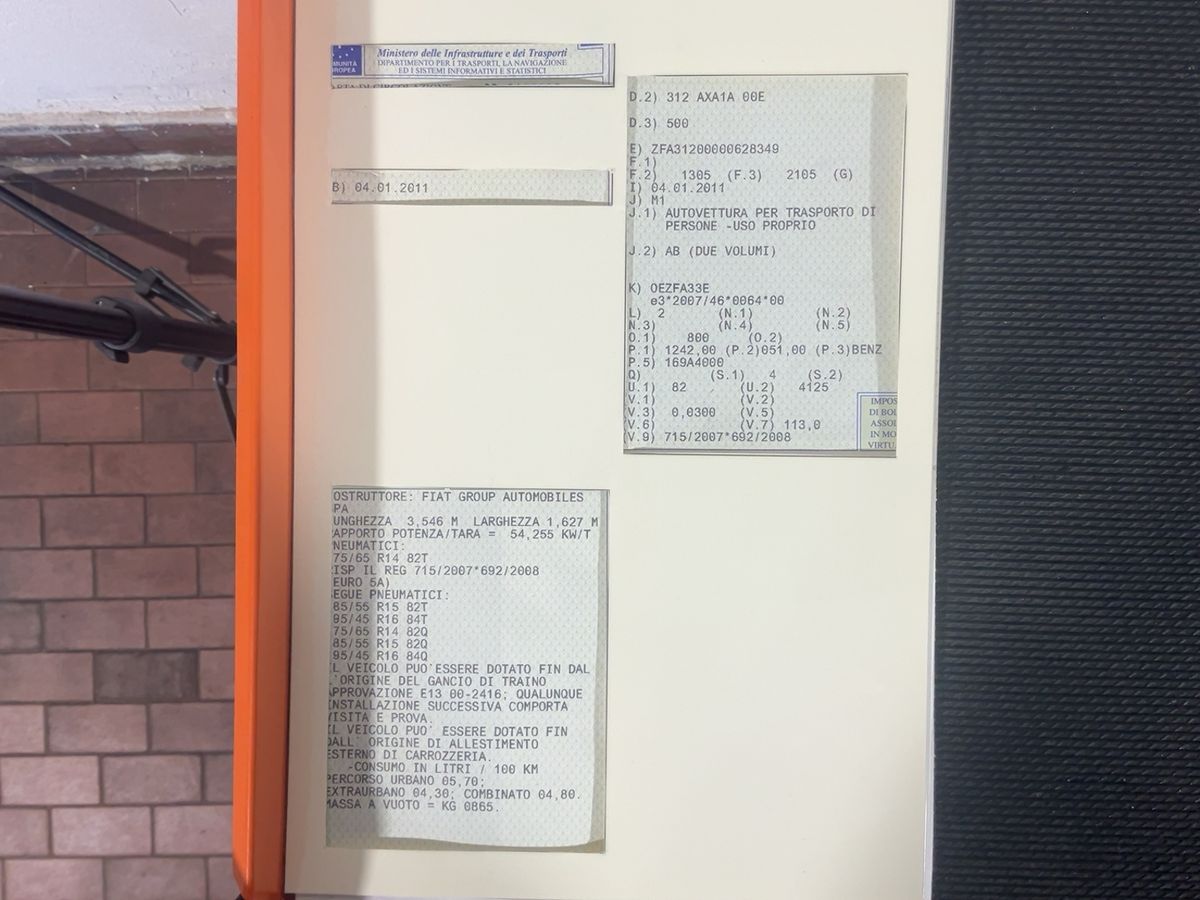 MUNITÀ
ROPEA
Ministero delle Infrastrutture e dei Trasporti
DIPARTIMENTO PER I TRASPORTI, LA NAVIGAZIONE
ED I SISTEMI INFORMATIVI E STATISTICI
B) 04.01.2011
OSTRUTTORE: FIAT GROUP AUTOMOBILES
PA
UNGHEZZA 3,546 M LARGHEZZA 1,627 M
APPORTO POTENZA/TARA = 54,255 KW/T
NEUMATICI:
75/65 R14 82T
ISP IL REG 715/2007*692/2008
EURO 5A)
EGUE PNEUMATICI:
85/55 R15 82T
95/45 R16 84T
75/65 R14 82Q
85/55 R15 82Q
95/45 R16 84Q
IL VEICOLO PUO'ESSERE DOTATO FIN DAL
L'ORIGINE DEL GANCIO DI TRAINO
APPROVAZIONE E13 00-2416; QUALUNQUE
INSTALLAZIONE SUCCESSIVA COMPORTA
VISITA E PROVA.
IL VEICOLO PUO' ESSERE DOTATO FIN
DALL' ORIGINE DI ALLESTIMENTO
ESTERNO DI CARROZZERIA.
-CONSUMO IN LITRI / 100 KM
PERCORSO URBANO 05,70;
EXTRAURBANO 04,30; COMBINATO 04,80.
MASSA A VUOTO = KG 0865.
D.2) 312 AXA1A 00E
D.3) 500
E) ZFA31200000628349
F.1)
F.2) 1305 (F.3) 2105 (G)
I) 04.01.2011
J) M1
J.1) AUTOVETTURA PER TRASPORTO DI
PERSONE -USO PROPRIO
J.2) AB (DUE VOLUMI)
K) OEZFA33E
e3*2007/46*0064*00
L) 2 (N.1) (N.2)
N.3) (N.4) (N.5)
O.1) 800 (O.2)
P.1) 1242,00 (P.2)051,00 (P.3)BENZ
P.5) 169A4000
Q) (S.1) 4 (S.2)
U.1) 82 (U.2) 4125
V.1) (V.2)
(V.3) 0,0300 (V.5)
(V.6) (V.7) 113,0
(V.9) 715/2007*692/2008
IMPOS
DI BOL
ASSOL
IN MO
VIRTU